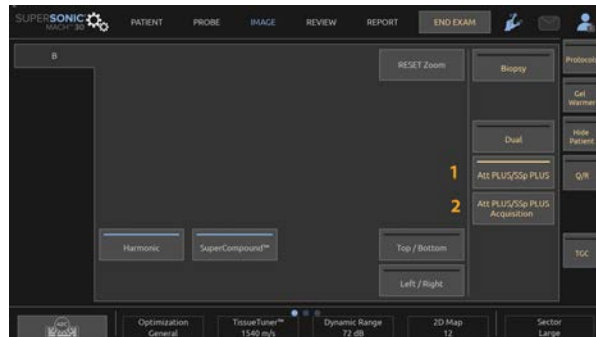 SUPERSONIC
MACH 30
PATIENT
PROBE
IMAGE
REVIEW
REPORT
END EXAM
B
RESET Zoom
Biopsy
Protocols
Gel
Warmer
Dual
Hide
Patient
1
Att PLUS/SSp PLUS
Q/R
2
Att PLUS/SSp PLUS
Acquisition
Harmonic
SuperCompound™
Top / Bottom
TGC
Left / Right
AEC
Optimization
General
TissueTuner™
1540 m/s
Dynamic Range
72 dB
2D Map
12
Sector
Large